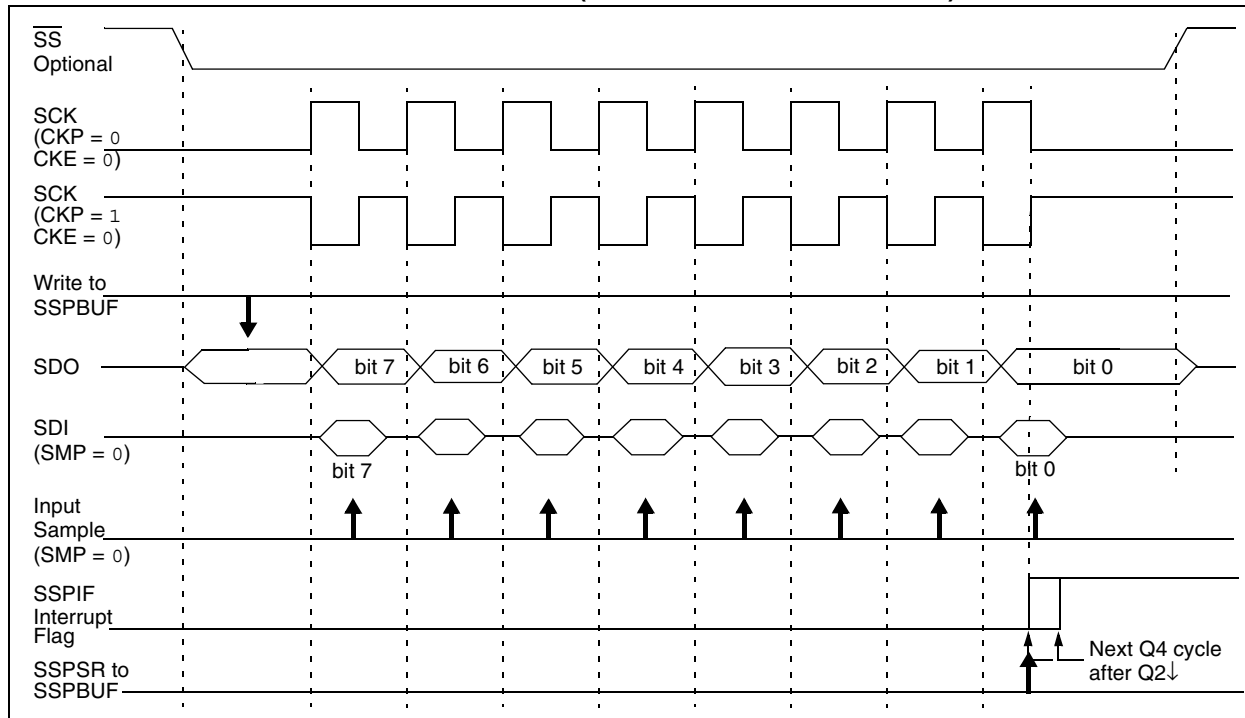 SS
Optional
SCK
(CKP = 0
CKE = 0)
SCK
(CKP = 1
CKE = 0)
Write to
SSPBUF
SDO
bit 7
bit 6
bit 5
bit 4
bit 3
bit 2
bit 1
bit 0
SDI
(SMP = 0)
bit 7
bit 0
Input
Sample
(SMP = 0)
SSPIF
Interrupt
Flag
Next Q4 cycle
after Q2↓
SSPSR to
SSPBUF